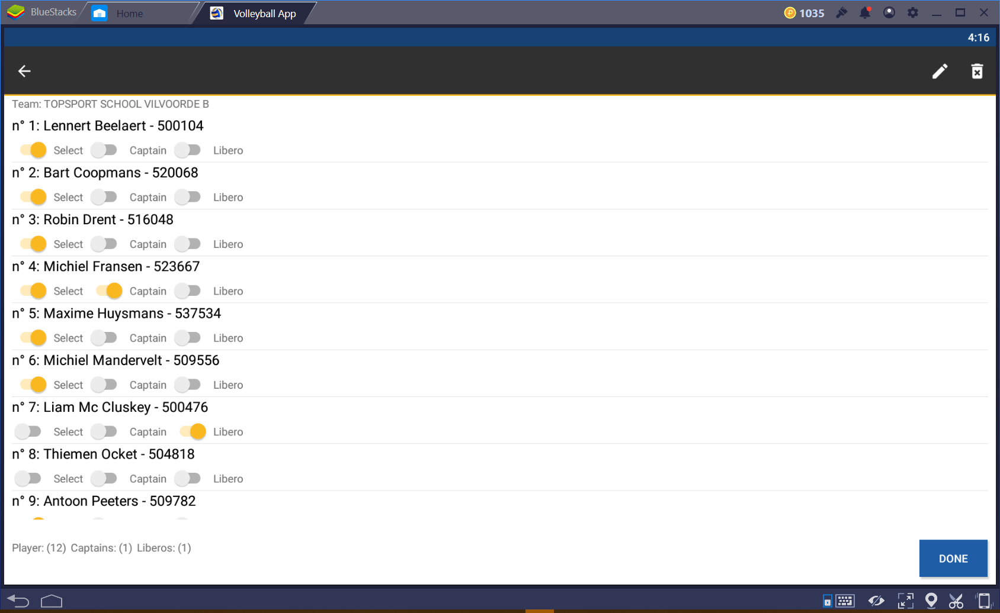 BlueStacks Home Volleyball App 1035
4:16
Team: TOPSPORT SCHOOL VILVOORDE B
n° 1: Lennert Beelaert - 500104
Select Captain Libero
n° 2: Bart Coopmans - 520068
Select Captain Libero
n° 3: Robin Drent - 516048
Select Captain Libero
n° 4: Michiel Fransen - 523667
Select Captain Libero
n° 5: Maxime Huysmans - 537534
Select Captain Libero
n° 6: Michiel Mandervelt - 509556
Select Captain Libero
n° 7: Liam Mc Cluskey - 500476
Select Captain Libero
n° 8: Thiemen Ocket - 504818
Select Captain Libero
n° 9: Antoon Peeters - 509782
Player: (12) Captains: (1) Liberos: (1)
DONE